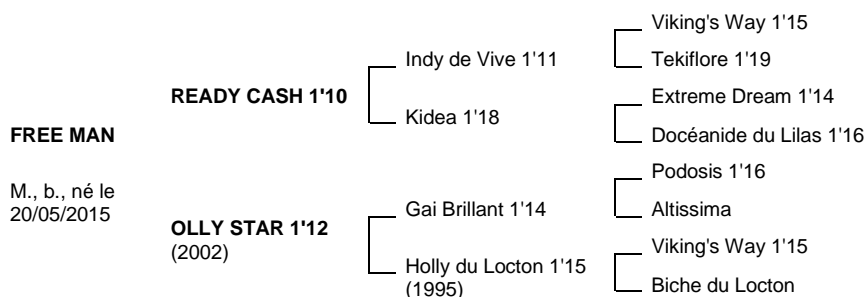 Viking's Way 1'15
Indy de Vive 1'11
Tekiflore 1'19
READY CASH 1'10
Extreme Dream 1'14
Kidea 1'18
Docéanide du Lilas 1'16
FREE MAN
M., b., né le
20/05/2015
Podosis 1'16
Gai Brillant 1'14
Altissima
OLLY STAR 1'12
(2002)
Viking's Way 1'15
Holly du Locton 1'15
(1995)
Biche du Locton